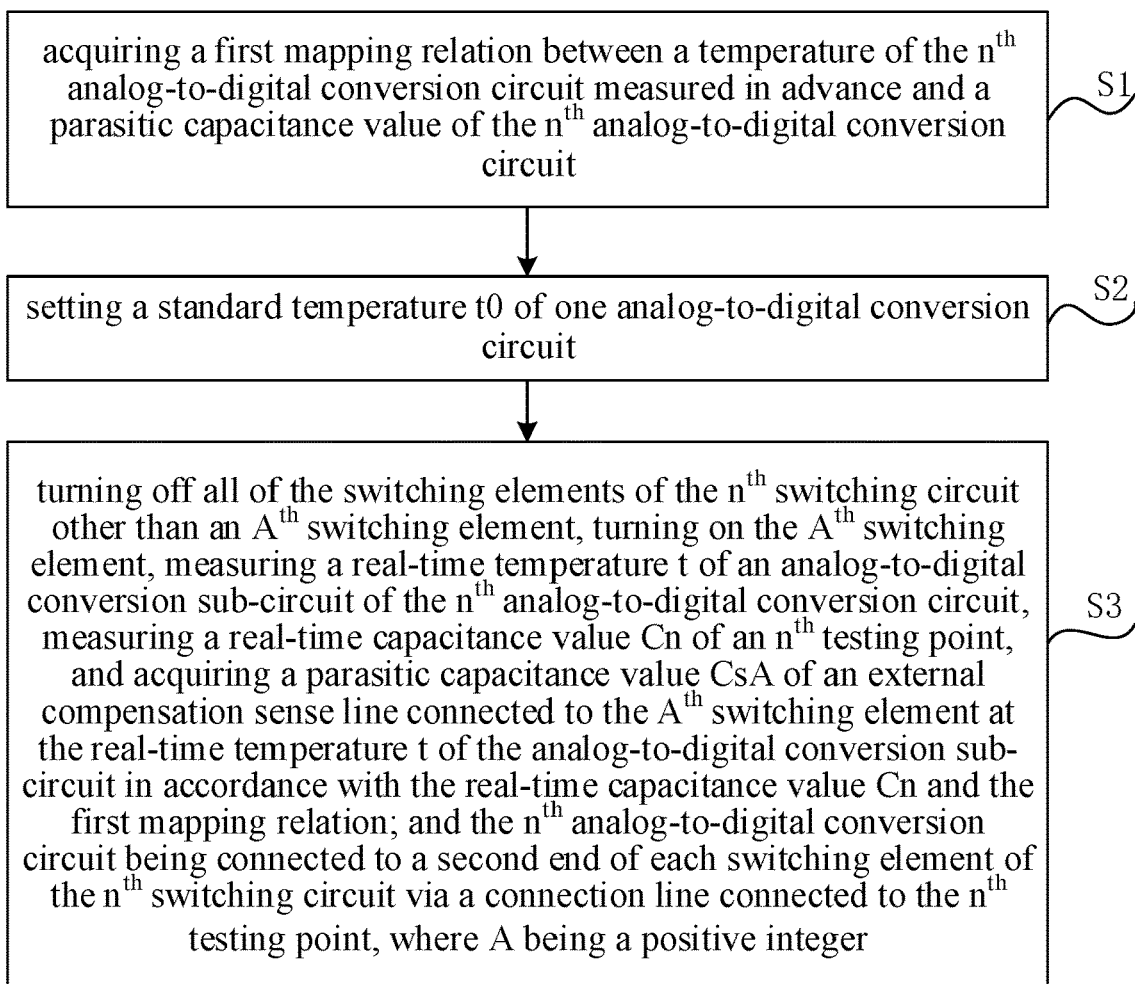 acquiring a first mapping relation between a temperature of the nth
analog-to-digital conversion circuit measured in advance and a
parasitic capacitance value of the nth analog-to-digital conversion
circuit
S1
setting a standard temperature t0 of one analog-to-digital conversion
circuit
S2
turning off all of the switching elements of the nth switching circuit
other than an Ath switching element, turning on the Ath switching
element, measuring a real-time temperature t of an analog-to-digital
conversion sub-circuit of the nth analog-to-digital conversion circuit,
measuring a real-time capacitance value Cn of an nth testing point,
and acquiring a parasitic capacitance value CsA of an external
compensation sense line connected to the Ath switching element at
the real-time temperature t of the analog-to-digital conversion sub-
circuit in accordance with the real-time capacitance value Cn and the
first mapping relation; and the nth analog-to-digital conversion
circuit being connected to a second end of each switching element of
the nth switching circuit via a connection line connected to the nth
testing point, where A being a positive integer
S3